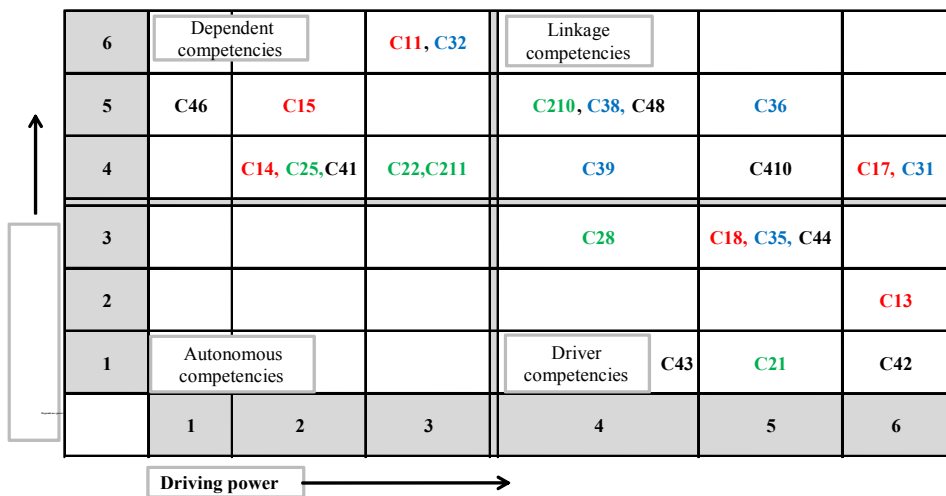 6 Dependent competencies C11, C32 Linkage competencies
5 C46 C15 C210, C38, C48 C36
4 C14, C25,C41 C22,C211 C39 C410 C17, C31
3 C28 C18, C35, C44
2 C13
1 Autonomous competencies Driver competencies C43 C21 C42
1 2 3 4 5 6
Driving power